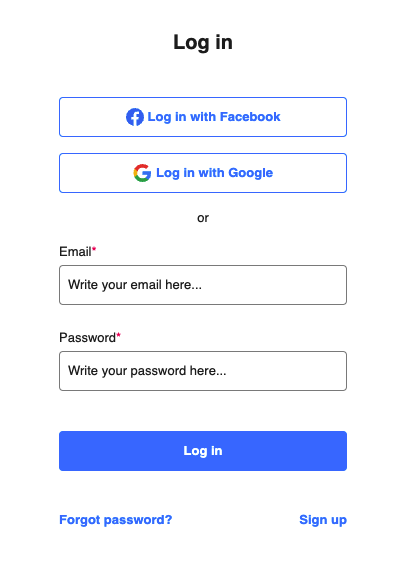 Log in
Log in with Facebook
Log in with Google
or
Email*
Write your email here...
Password*
Write your password here...
Log in
Forgot password? Sign up